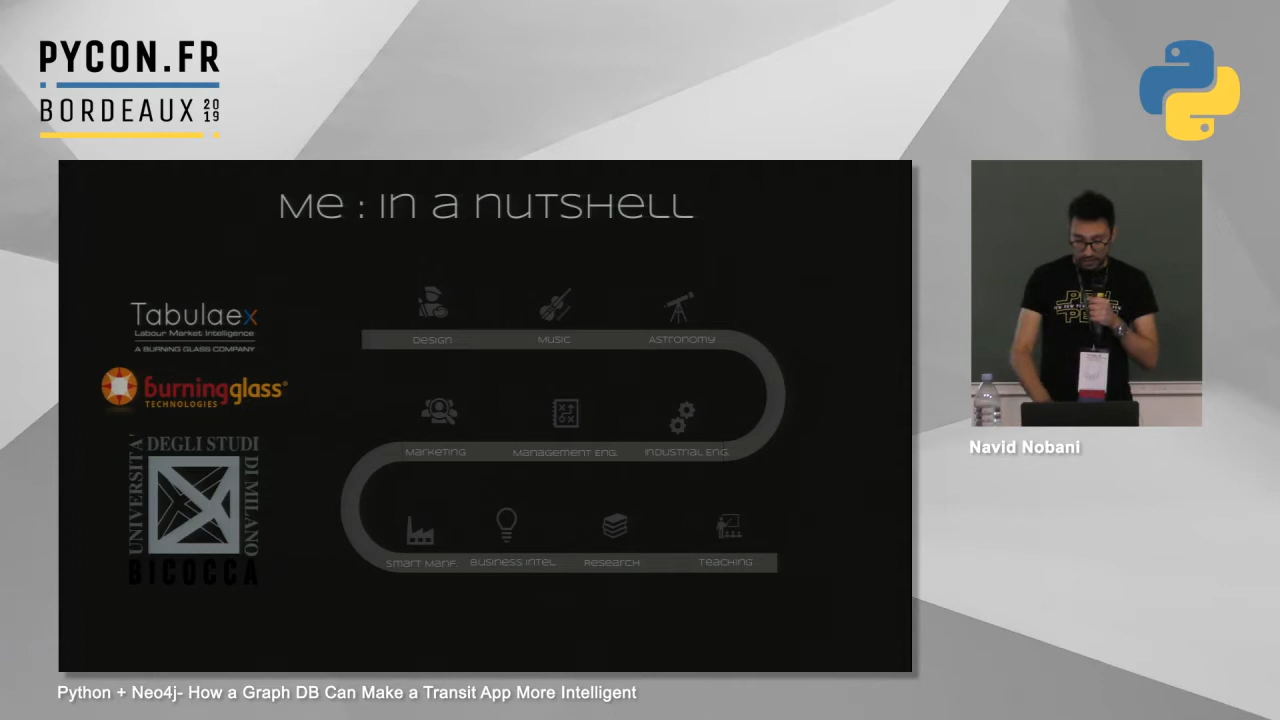 PYCON.FR
BORDEAUX 2019
Me : In a nutshell
Tabulaex
Labour Market Intelligence
A BURNING GLASS COMPANY
burningglass®
TECHNOLOGIES
UNIVERSITA'
DEGLI STUDI
DI MILANO
BICOCCA
Design
Music
Astronomy
Marketing
Management Eng.
Industrial Eng.
Smart Manf.
Business Intel.
Research
Teaching
Navid Nobani
Python + Neo4j- How a Graph DB Can Make a Transit App More Intelligent